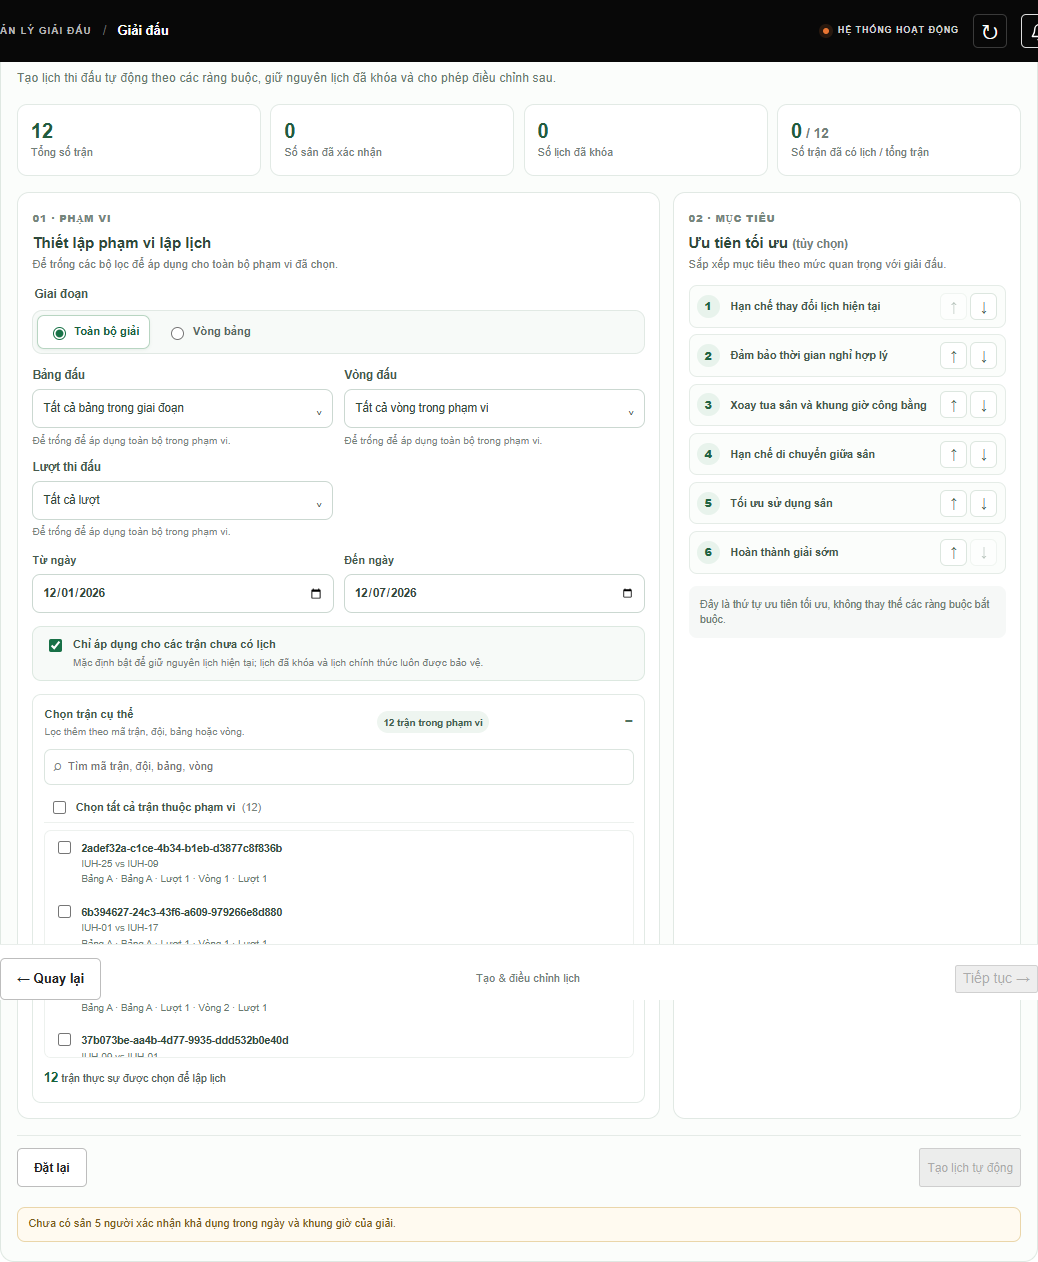 ẢN LÝ GIẢI ĐẤU / Giải đấu
HỆ THỐNG HOẠT ĐỘNG
Tạo lịch thi đấu tự động theo các ràng buộc, giữ nguyên lịch đã khóa và cho phép điều chỉnh sau.
12
Tổng số trận
0
Số sân đã xác nhận
0
Số lịch đã khóa
0 / 12
Số trận đã có lịch / tổng trận
01 · PHẠM VI
Thiết lập phạm vi lập lịch
Để trống các bộ lọc để áp dụng cho toàn bộ phạm vi đã chọn.
Giai đoạn
Toàn bộ giải
Vòng bảng
Bảng đấu
Vòng đấu
Tất cả bảng trong giai đoạn
Tất cả vòng trong phạm vi
Để trống để áp dụng toàn bộ trong phạm vi.
Để trống để áp dụng toàn bộ trong phạm vi.
Lượt thi đấu
Tất cả lượt
Để trống để áp dụng toàn bộ trong phạm vi.
Từ ngày
Đến ngày
12/01/2026
12/07/2026
Chỉ áp dụng cho các trận chưa có lịch
Mặc định bật để giữ nguyên lịch hiện tại; lịch đã khóa và lịch chính thức luôn được bảo vệ.
Chọn trận cụ thể
Lọc thêm theo mã trận, đội, bảng hoặc vòng.
12 trận trong phạm vi
−
Tìm mã trận, đội, bảng, vòng
Chọn tất cả trận thuộc phạm vi (12)
2adef32a-c1ce-4b34-b1eb-d3877c8f836b
IUH-25 vs IUH-09
Bảng A · Bảng A · Lượt 1 · Vòng 1 · Lượt 1
6b394627-24c3-43f6-a609-979266e8d880
IUH-01 vs IUH-17
Bảng A · Bảng A · Lượt 1 · Vòng 1 · Lượt 1
← Quay lại
Tạo & điều chỉnh lịch
Tiếp tục →
Bảng A · Bảng A · Lượt 1 · Vòng 2 · Lượt 1
37b073be-aa4b-4d77-9935-ddd532b0e40d
IUH-09 vs IUH-01
12 trận thực sự được chọn để lập lịch
02 · MỤC TIÊU
Ưu tiên tối ưu (tùy chọn)
Sắp xếp mục tiêu theo mức quan trọng với giải đấu.
1 Hạn chế thay đổi lịch hiện tại ↑ ↓
2 Đảm bảo thời gian nghỉ hợp lý ↑ ↓
3 Xoay tua sân và khung giờ công bằng ↑ ↓
4 Hạn chế di chuyển giữa sân ↑ ↓
5 Tối ưu sử dụng sân ↑ ↓
6 Hoàn thành giải sớm ↑ ↓
Đây là thứ tự ưu tiên tối ưu, không thay thế các ràng buộc bắt
buộc.
Đặt lại
Tạo lịch tự động
Chưa có sân 5 người xác nhận khả dụng trong ngày và khung giờ của giải.